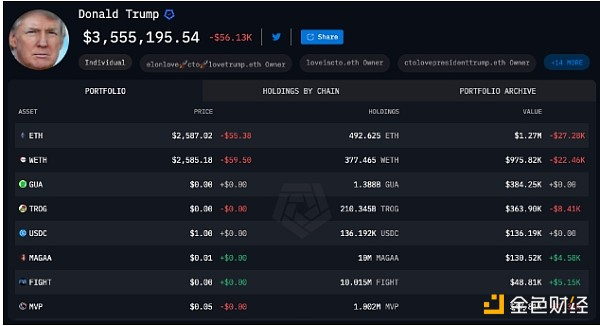 Donald Trump
$3,555,195.54 -$56.13K Share
Individual elonlove🚀cto🚀lovetrump.eth Owner loveiscto.eth Owner ctolovepresidenttrump.eth Owner +14 MORE
PORTFOLIO HOLDINGS BY CHAIN PORTFOLIO ARCHIVE
ASSET PRICE HOLDINGS VALUE
ETH $2,587.02 -$55.38 492.625 ETH $1.27M -$27.28K
WETH $2,585.18 -$59.50 377.465 WETH $975.82K -$22.46K
GUA $0.00 +$0.00 1.388B GUA $384.25K +$0.00
TROG $0.00 -$0.00 210.345B TROG $363.90K -$8.41K
USDC $1.00 +$0.00 136.192K USDC $136.19K +$0.00
MAGAA $0.01 +$0.00 10M MAGAA $130.52K +$4.58K
FIGHT $0.00 +$0.00 10.015M FIGHT $48.81K +$5.15K
MVP $0.05 -$0.00 1.002M MVP
金色财经